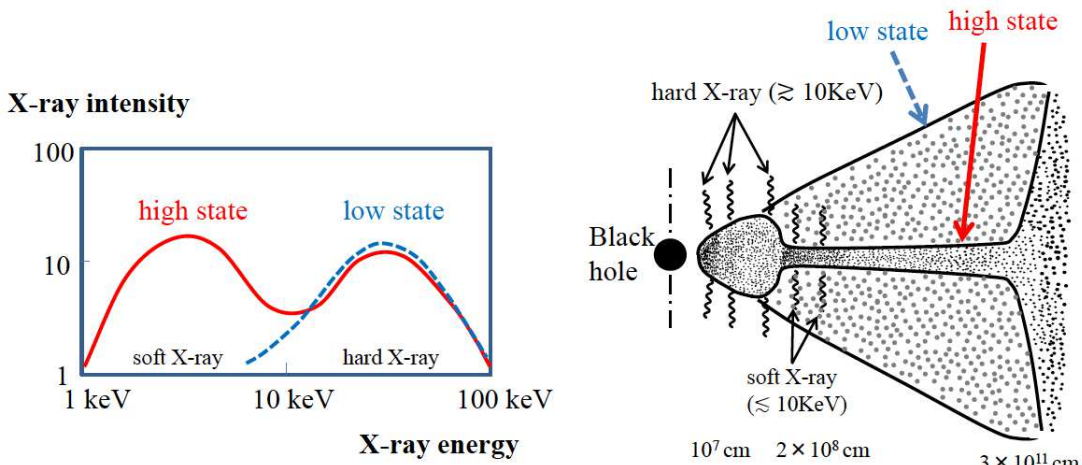 X-ray intensity
100
high state
low state
10
soft X-ray
hard X-ray
1
1 keV
10 keV
100 keV
X-ray energy
low state
high state
hard X-ray (≳ 10KeV)
Black
hole
soft X-ray
(≲ 10KeV)
10⁷ cm
2 × 10⁸ cm
3 × 10¹¹ cm